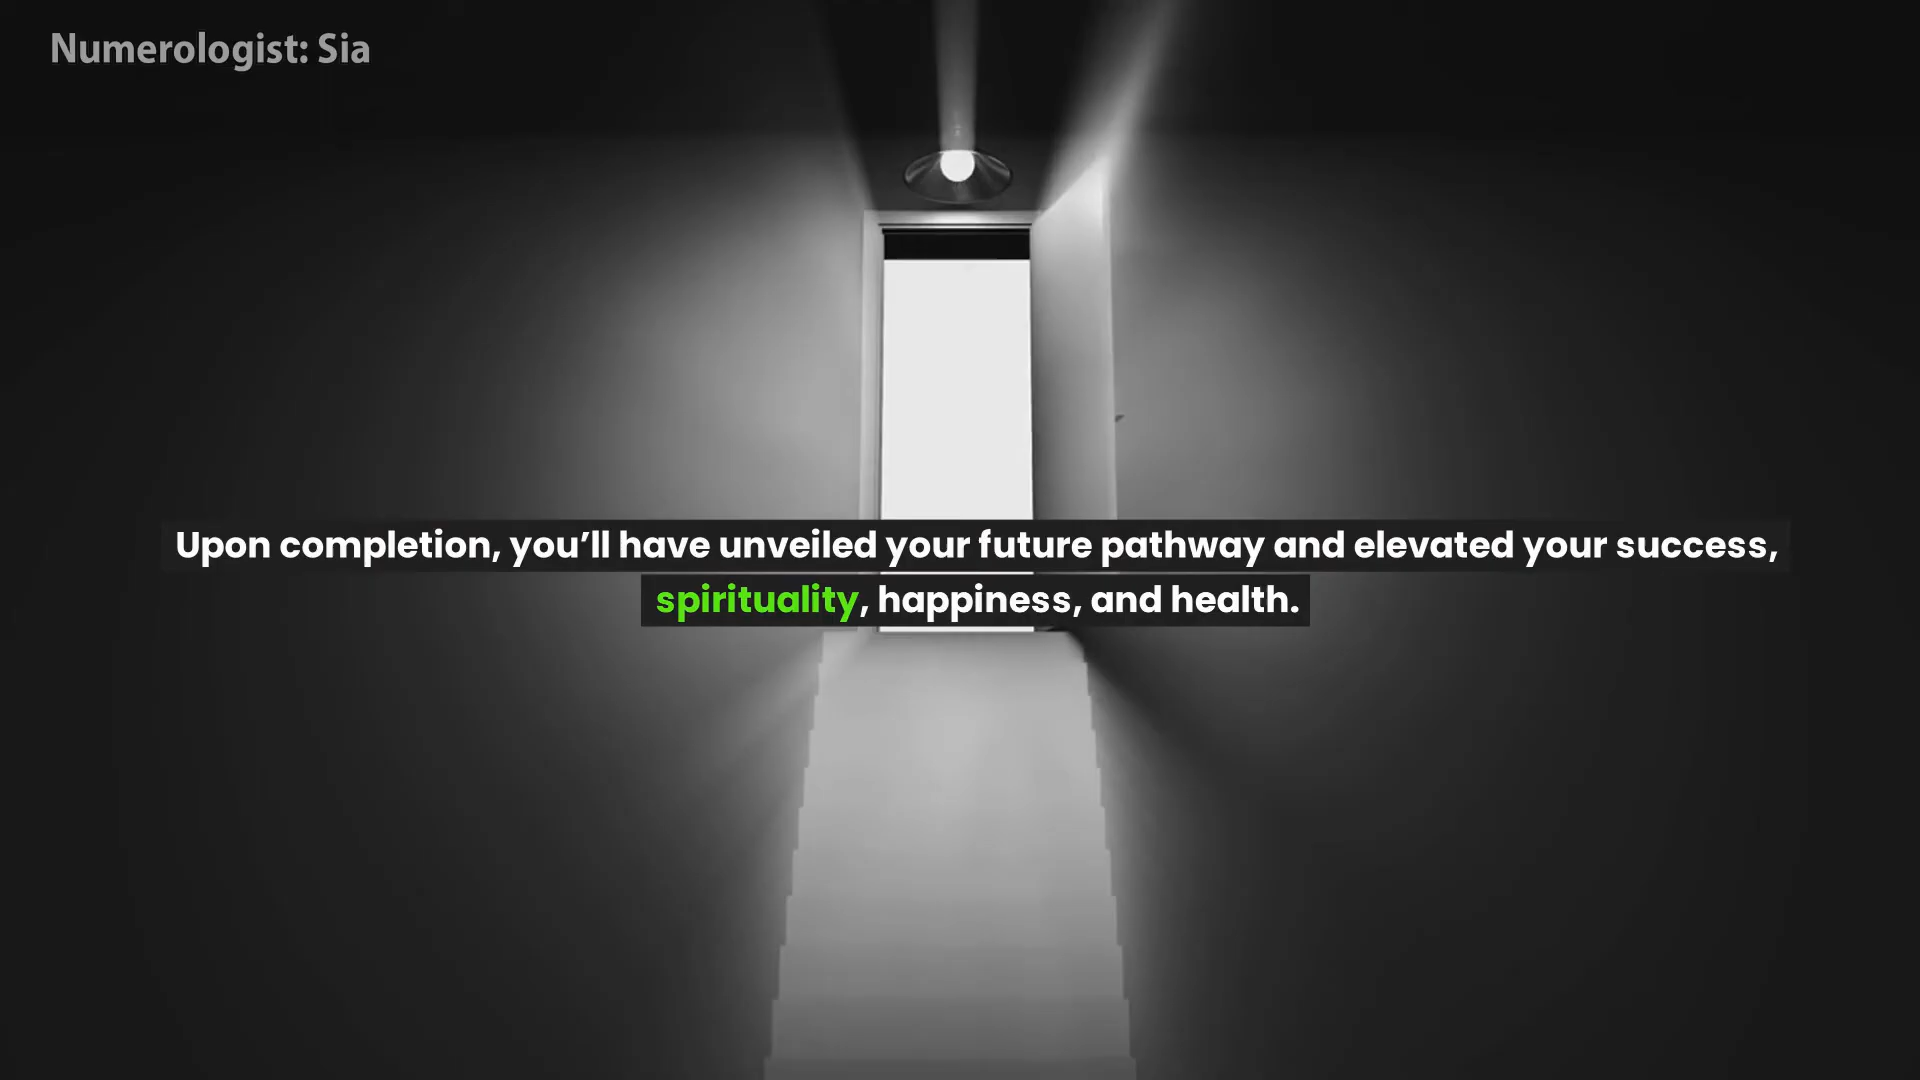 Numerologist: Sia
Upon completion, you’ll have unveiled your future pathway and elevated your success,
spirituality, happiness, and health.